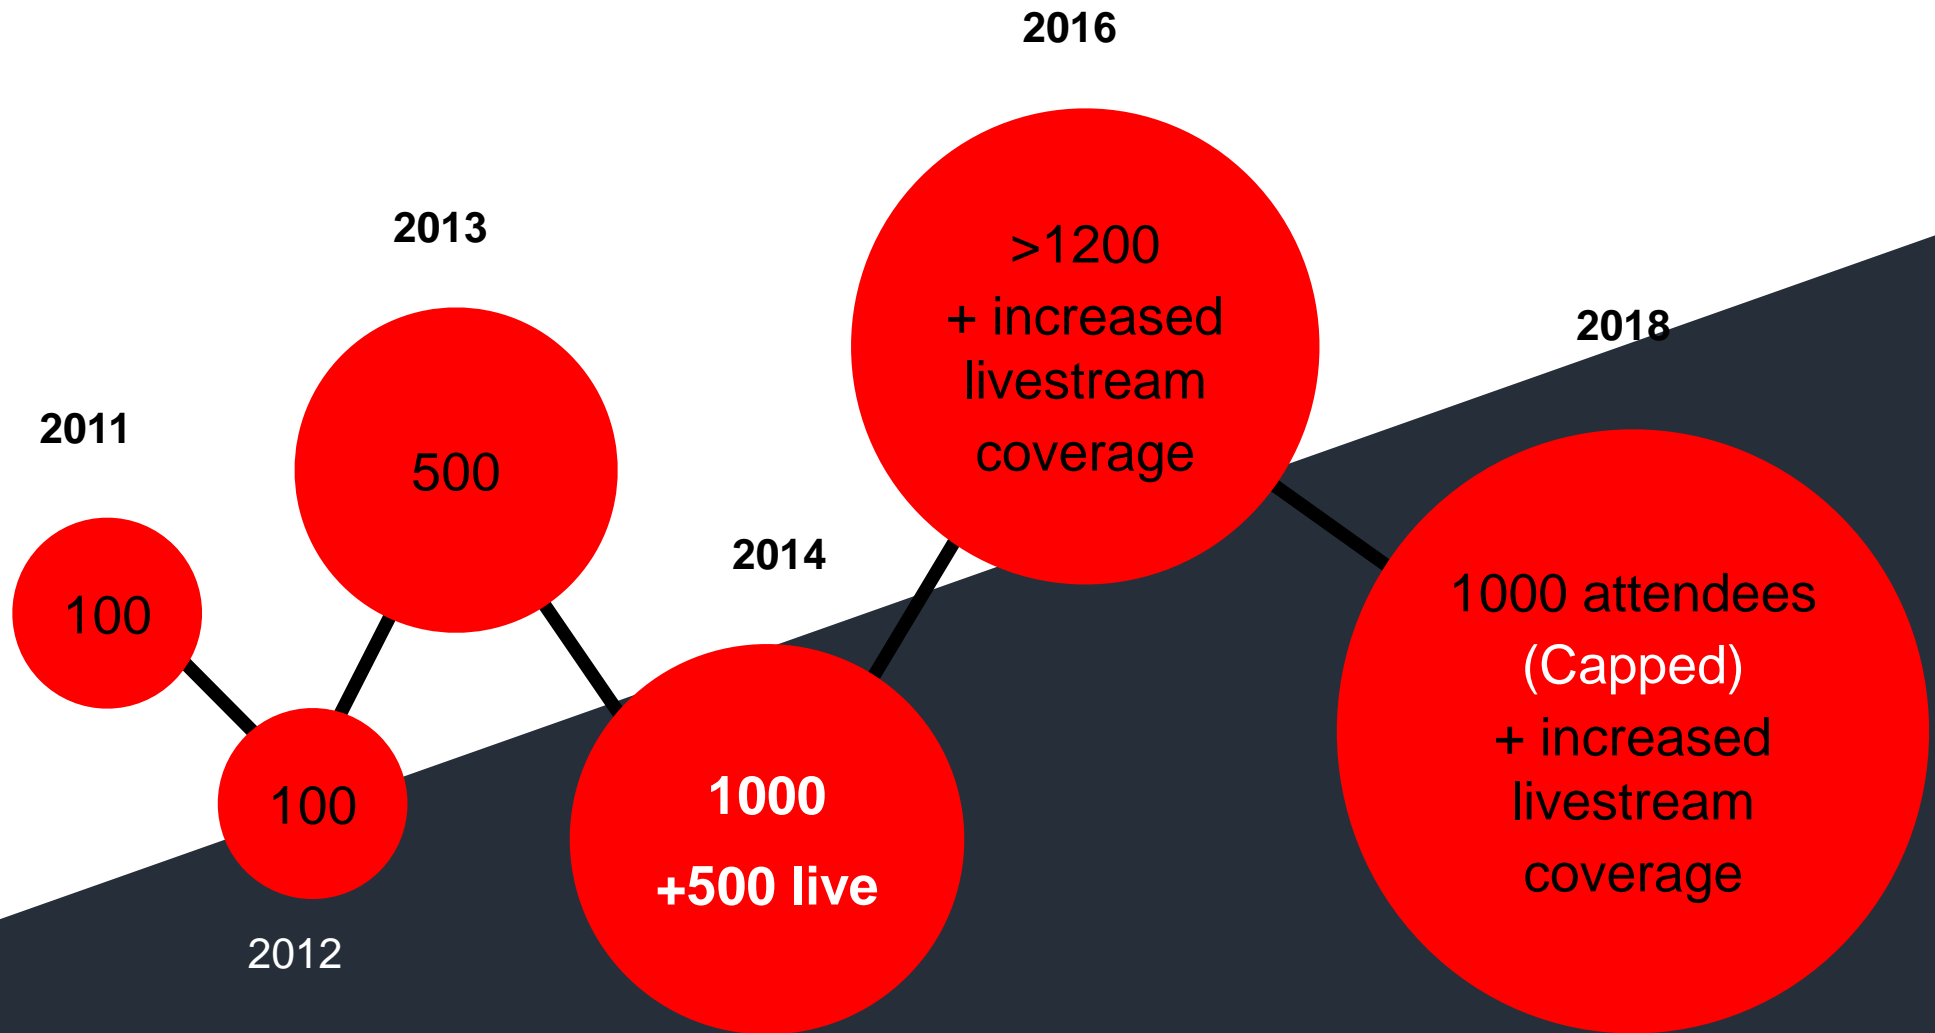 2011
100
2012
100
2013
500
2014
1000
+500 live
2016
>1200
+ increased
livestream
coverage
2018
1000 attendees
(Capped)
+ increased
livestream
coverage